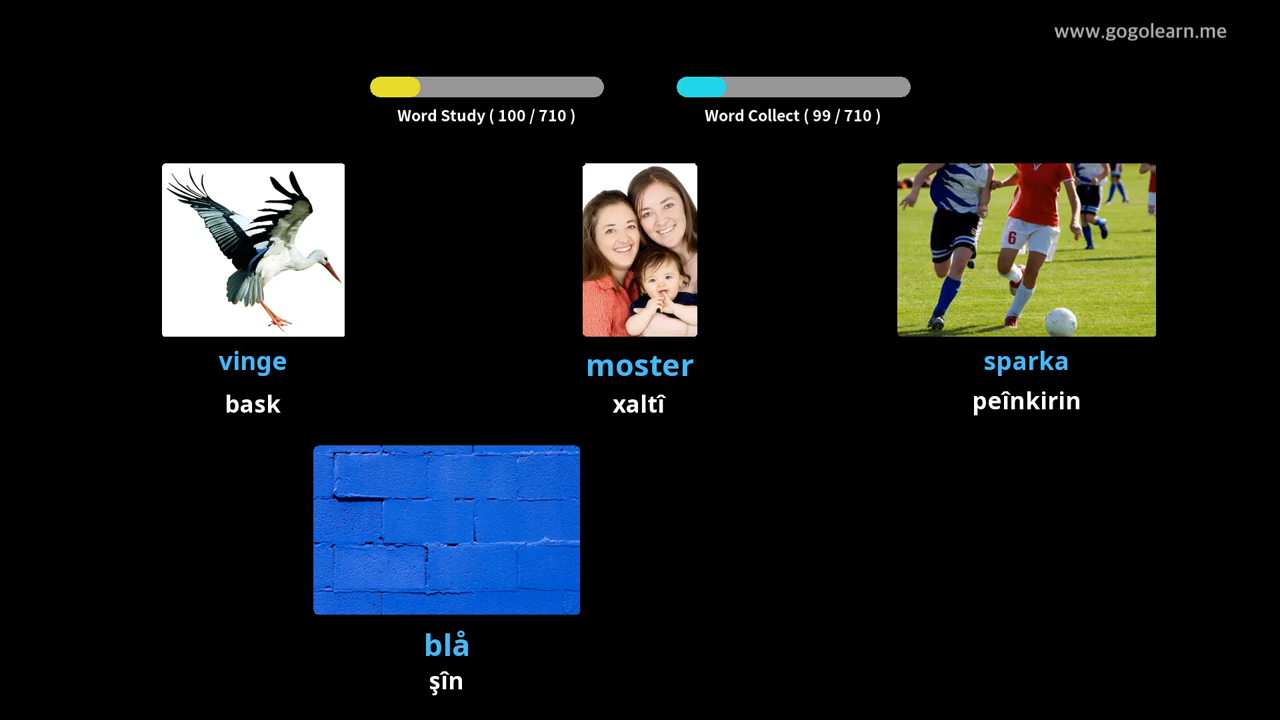 www.gogolearn.me
Word Study ( 100 / 710 )
Word Collect ( 99 / 710 )
vinge
bask
moster
xaltî
sparka
peînkirin
6
blå
şîn